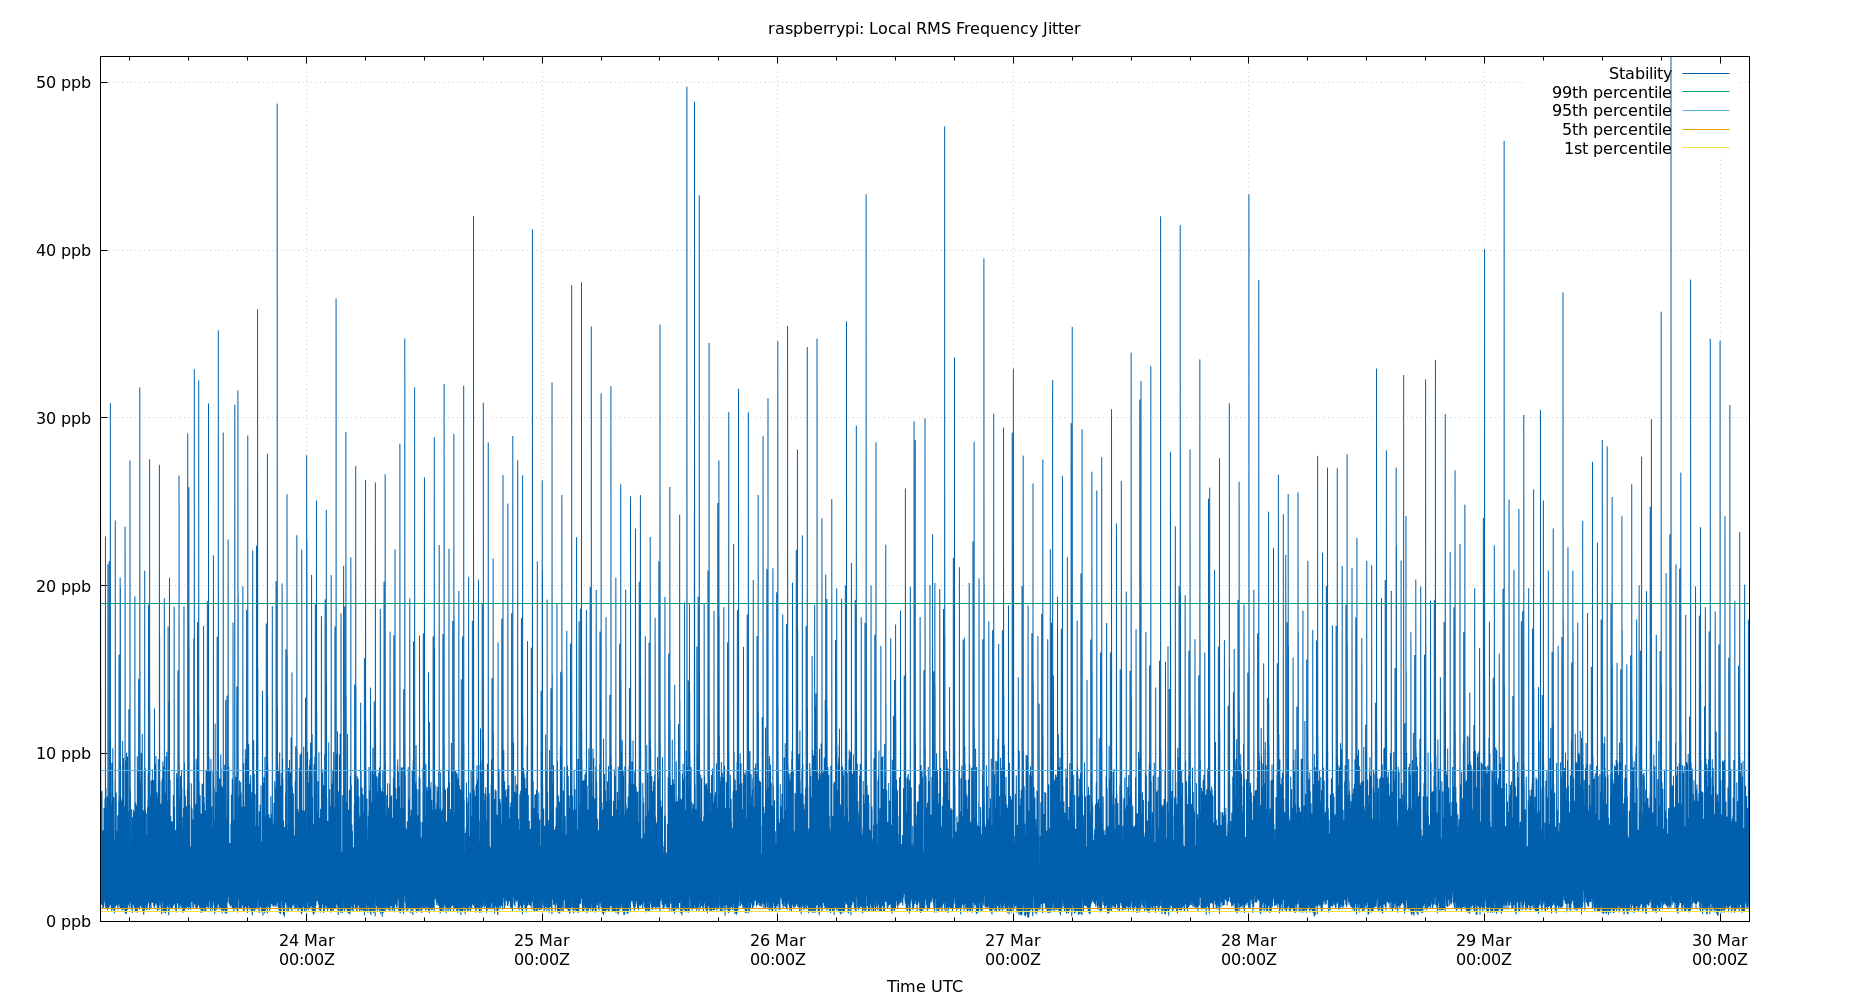 raspberrypi: Local RMS Frequency Jitter
50 ppb
40 ppb
30 ppb
20 ppb
10 ppb
0 ppb
Stability
99th percentile
95th percentile
5th percentile
1st percentile
24 Mar 25 Mar 26 Mar 27 Mar 28 Mar 29 Mar 30 Mar
00:00Z 00:00Z 00:00Z 00:00Z 00:00Z 00:00Z 00:00Z
Time UTC